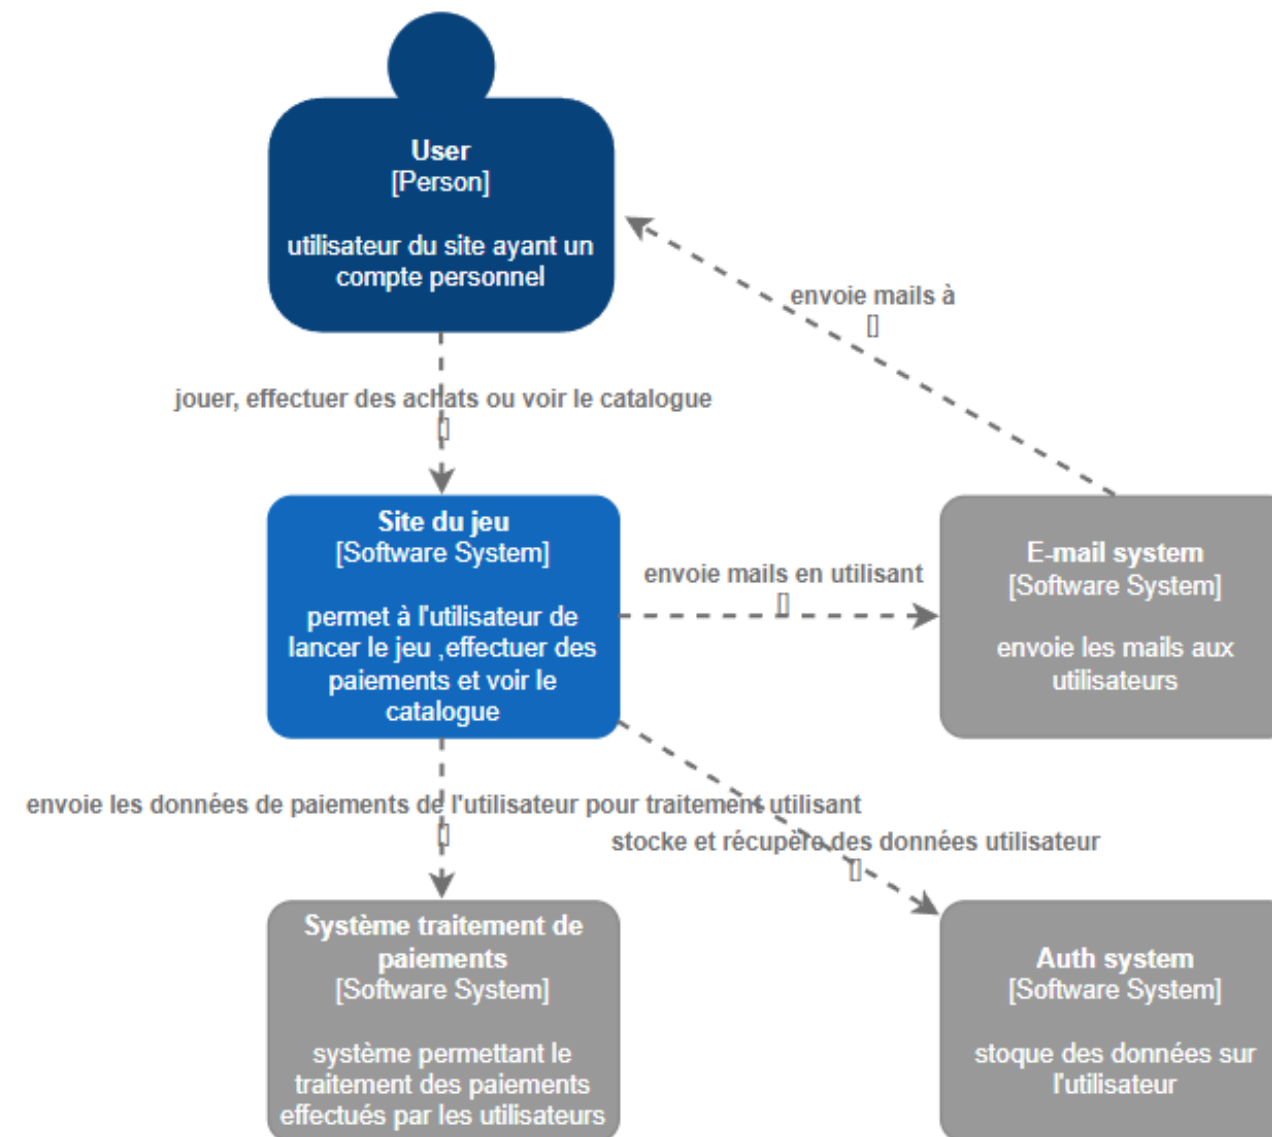 User
[Person]
utilisateur du site ayant un
compte personnel
envoie mails à
[]
jouer, effectuer des achats ou voir le catalogue
[]
Site du jeu
[Software System]
permet à l'utilisateur de
lancer le jeu ,effectuer des
paiements et voir le
catalogue
envoie mails en utilisant
[]
E-mail system
[Software System]
envoie les mails aux
utilisateurs
envoie les données de paiements de l'utilisateur pour traitement utilisant
[]
stocke et récupère des données utilisateur
[]
Système traitement de
paiements
[Software System]
système permettant le
traitement des paiements
effectués par les utilisateurs
Auth system
[Software System]
stoque des données sur
l'utilisateur